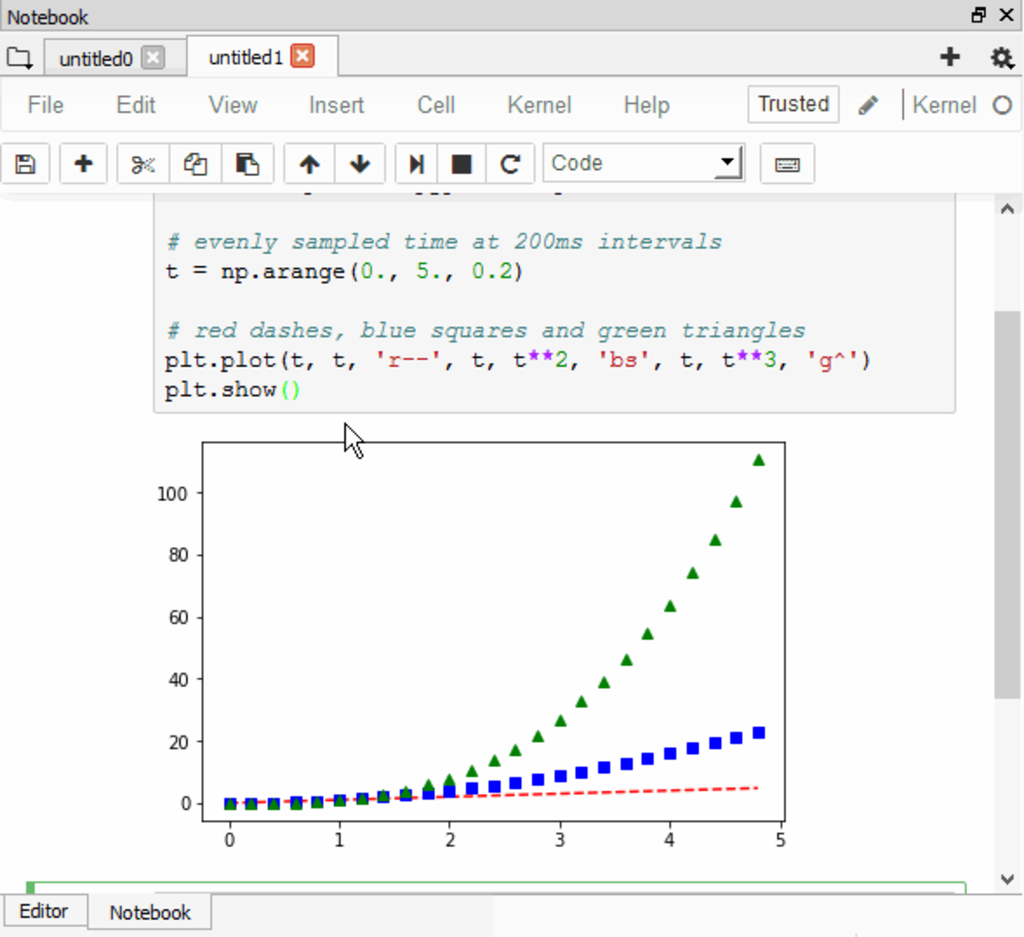 Notebook
untitled0 untitled1
File Edit View Insert Cell Kernel Help Trusted Kernel
Code
# evenly sampled time at 200ms intervals
t = np.arange(0., 5., 0.2)
# red dashes, blue squares and green triangles
plt.plot(t, t, 'r--', t, t**2, 'bs', t, t**3, 'g^')
plt.show()
100
80
60
40
20
0
0 1 2 3 4 5
Editor Notebook